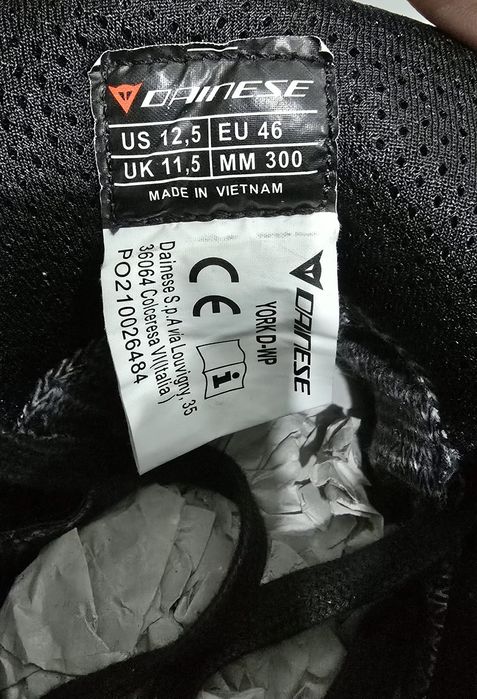 DAINESE
US 12,5 EU 46
UK 11,5 MM 300
MADE IN VIETNAM
DAINESE
YORK D-WP
CE
i
Dainese S.p.A via Louvigny, 35
36064 Colceresa VI(Italia )
PO210026484